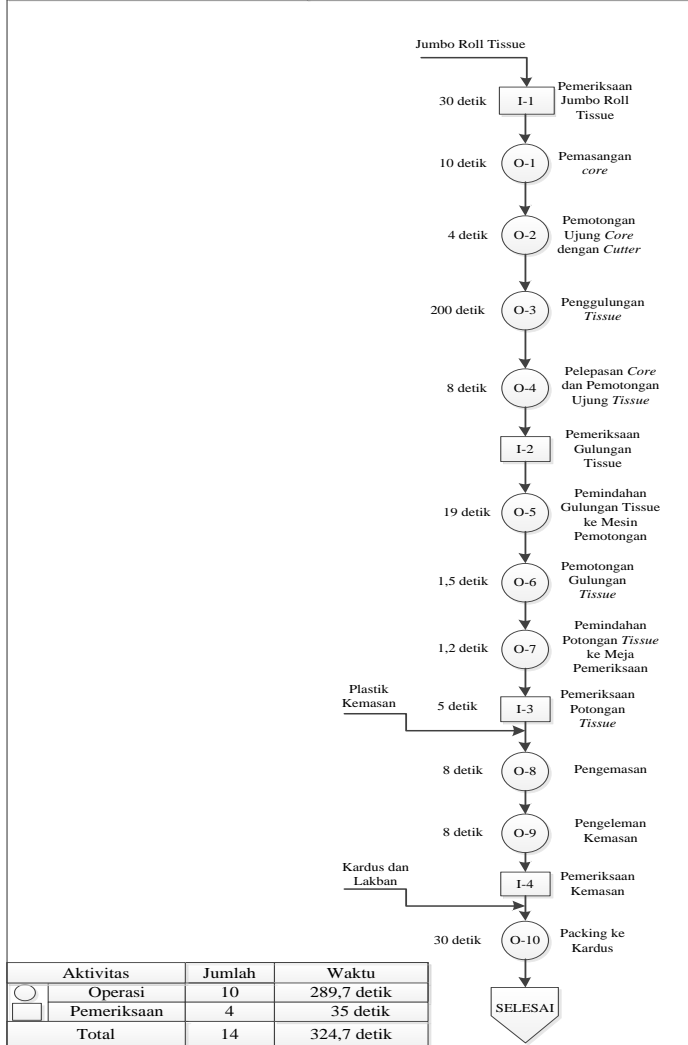 Jumbo Roll Tissue
30 detik
I-1
Pemeriksaan
Jumbo Roll
Tissue
10 detik
O-1
Pemasangan
core
4 detik
O-2
Pemotongan
Ujung Core
dengan Cutter
200 detik
O-3
Penggulungan
Tissue
8 detik
O-4
Pelepasan Core
dan Pemotongan
Ujung Tissue
I-2
Pemeriksaan
Gulungan
Tissue
19 detik
O-5
Pemindahan
Gulungan Tissue
ke Mesin
Pemotongan
1,5 detik
O-6
Pemotongan
Gulungan
Tissue
1,2 detik
O-7
Pemindahan
Potongan Tissue
ke Meja
Pemeriksaan
Plastik
Kemasan
5 detik
I-3
Pemeriksaan
Potongan
Tissue
8 detik
O-8
Pengemasan
8 detik
O-9
Pengeleman
Kemasan
Kardus dan
Lakban
I-4
Pemeriksaan
Kemasan
30 detik
O-10
Packing ke
Kardus
SELESAI
Aktivitas Jumlah Waktu
Operasi 10 289,7 detik
Pemeriksaan 4 35 detik
Total 14 324,7 detik